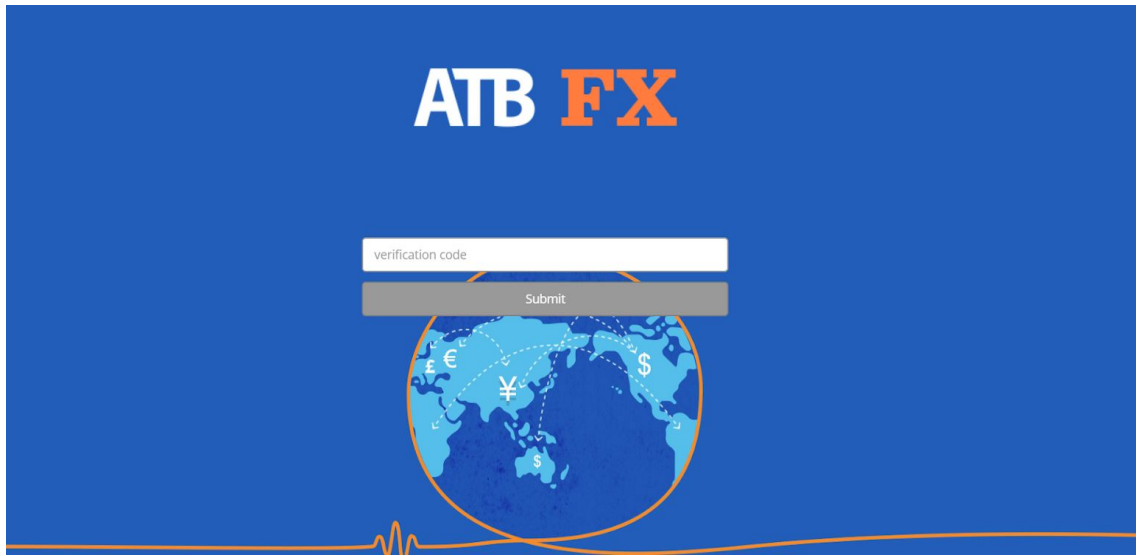 ATB FX
verification code
Submit
£ €
¥
$
$